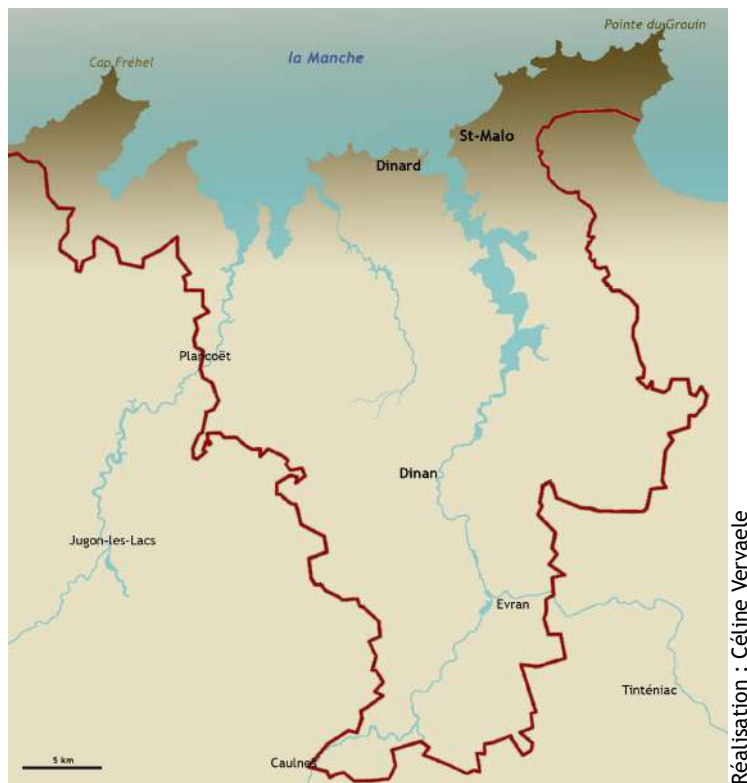 Pointe du Grouin
Cap Fréhel
la Manche
St-Malo
Dinard
Plancoët
Dinan
Jugon-les-Lacs
Evran
Tinténiac
Caulnes
5 km
Réalisation : Céline Vervaele